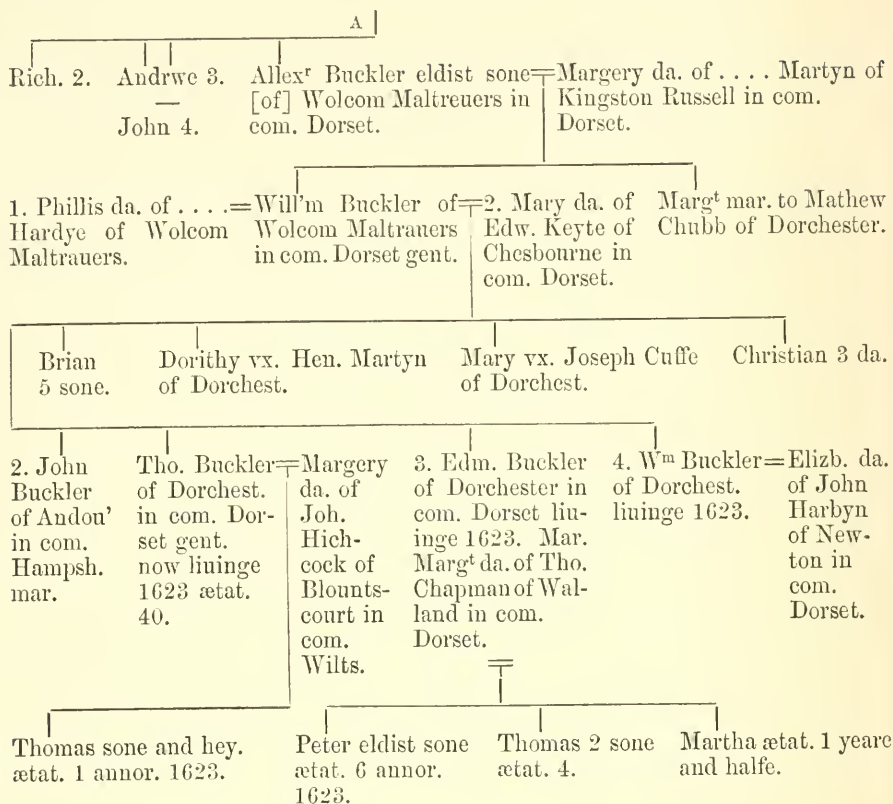 A
Rich. 2.
Andrwe 3.
—
John 4.
Allexʳ Buckler eldist sone
[of] Wolcom Maltreuers in
com. Dorset.
Margery da. of . . . . Martyn of
Kingston Russell in com.
Dorset.
1. Phillis da. of . . . .
Hardye of Wolcom
Maltrauers.
Will'm Buckler of
Wolcom Maltrauers
in com. Dorset gent.
2. Mary da. of
Edw. Keyte of
Chesbourne in
com. Dorset.
Margᵗ mar. to Mathew
Chubb of Dorchester.
Brian
5 sone.
Dorithy vx. Hen. Martyn
of Dorchest.
Mary vx. Joseph Cuffe
of Dorchest.
Christian 3 da.
2. John
Buckler
of Andou'
in com.
Hampsh.
mar.
Tho. Buckler
of Dorchest.
in com. Dor-
set gent.
now liuinge
1623 ætat.
40.
Margery
da. of
Joh.
Hich-
cock of
Blounts-
court in
com.
Wilts.
3. Edm. Buckler
of Dorchester in
com. Dorset liu-
inge 1623. Mar.
Margᵗ da. of Tho.
Chapman of Wal-
land in com.
Dorset.
4. Wᵐ Buckler
of Dorchest.
liuinge 1623.
Elizb. da.
of John
Harbyn
of New-
ton in
com.
Dorset.
Thomas sone and hey.
ætat. 1 annor. 1623.
Peter eldist sone
ætat. 6 annor.
1623.
Thomas 2 sone
ætat. 4.
Martha ætat. 1 yeare
and halfe.